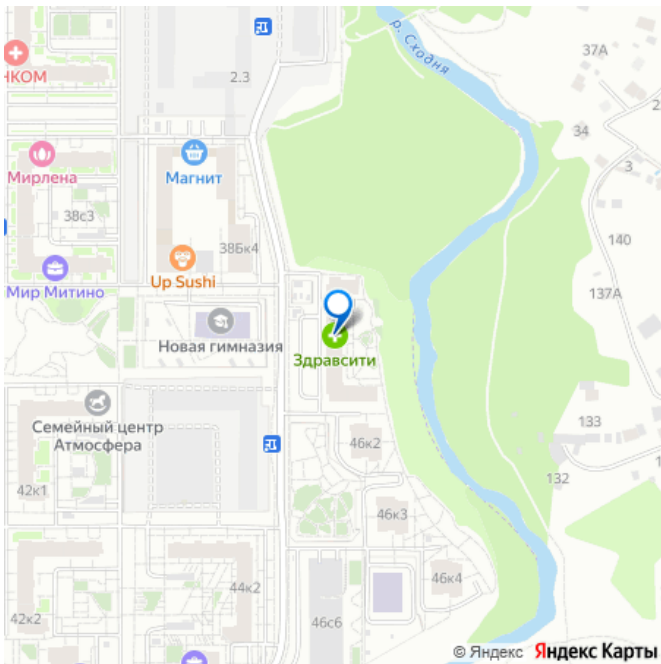 р. Сходня
37А
НКОМ
2.3
34
3
Мирлена
Магнит
38с3
38Бк4
140
Up Sushi
Мир Митино
137А
Новая гимназия
Здравсити
Семейный центр
Атмосфера
133
46к2
132
42к1
46к3
44к2
46к4
42к2
46с6
© Яндекс Яндекс Карты